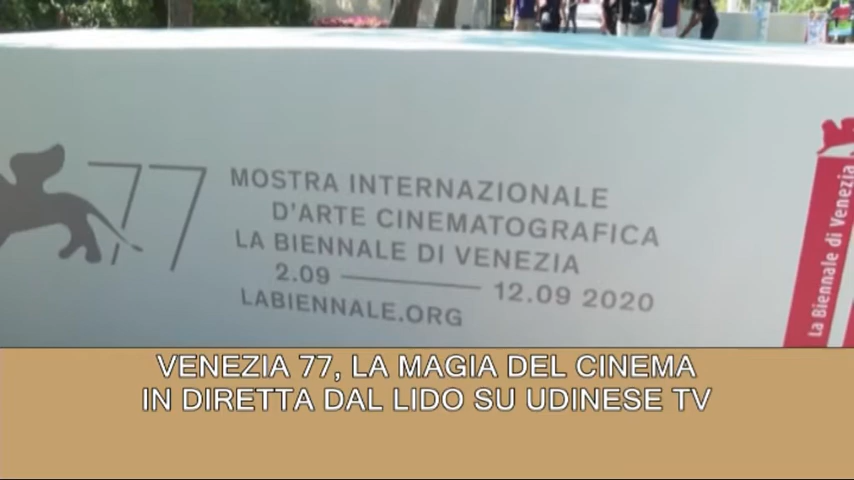 77
MOSTRA INTERNAZIONALE
D'ARTE CINEMATOGRAFICA
LA BIENNALE DI VENEZIA
2.09 — 12.09 2020
LABIENNALE.ORG
La Biennale di Venezia
VENEZIA 77, LA MAGIA DEL CINEMA
IN DIRETTA DAL LIDO SU UDINESE TV